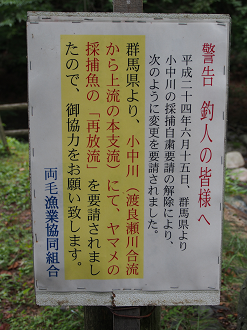 警告 釣人の皆様へ
平成二十四年六月十五日、群馬県より
小中川の採捕自粛要請の解除により、
次のように変更を要請されました。
群馬県より、小中川（渡良瀬川合流
から上流の本支流）にて、ヤマメの
採捕魚の「再放流」を要請されまし
たので、御協力をお願い致します。
両毛漁業協同組合